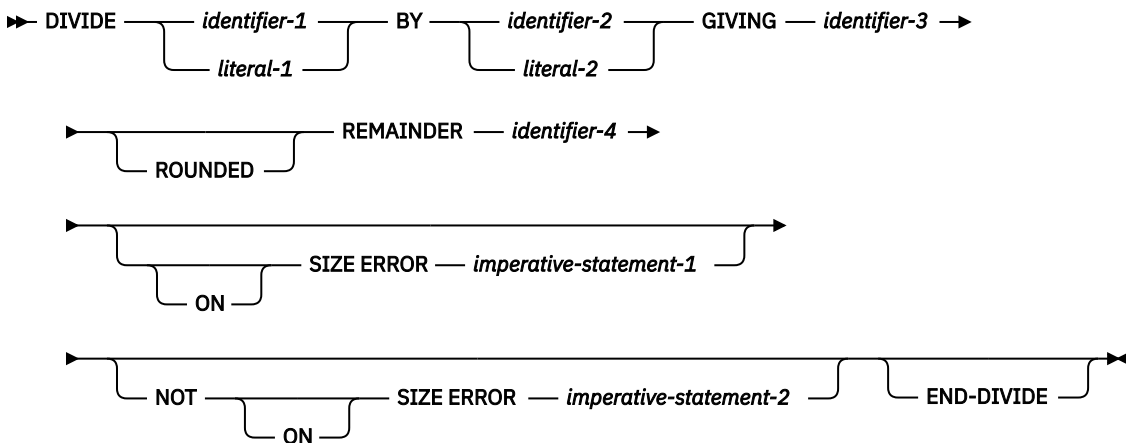 DIVIDE identifier-1 BY identifier-2 GIVING identifier-3
literal-1 literal-2
REMAINDER identifier-4
ROUNDED
SIZE ERROR imperative-statement-1
ON
NOT SIZE ERROR imperative-statement-2 END-DIVIDE
ON